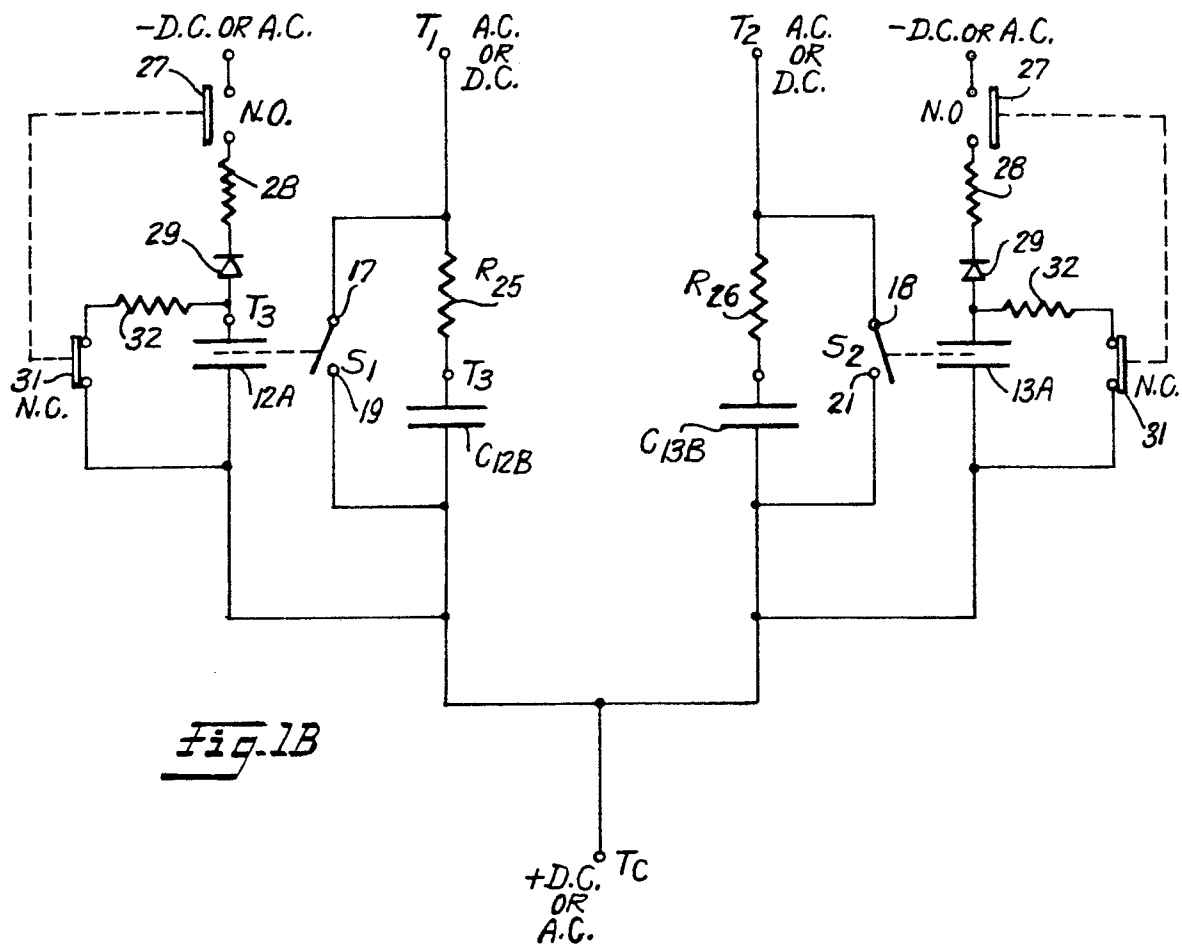 -D.C. OR A.C.
T1
A.C.
OR
D.C.
T2
A.C.
OR
D.C.
-D.C. OR A.C.
27
N.O.
N.O
27
28
28
29
29
32
T3
17
R25
R26
18
32
S1
T3
S2
31
N.C.
12A
19
C12B
C13B
21
13A
N.C.
31
Fig. 1B
TC
+D.C.
OR
A.C.